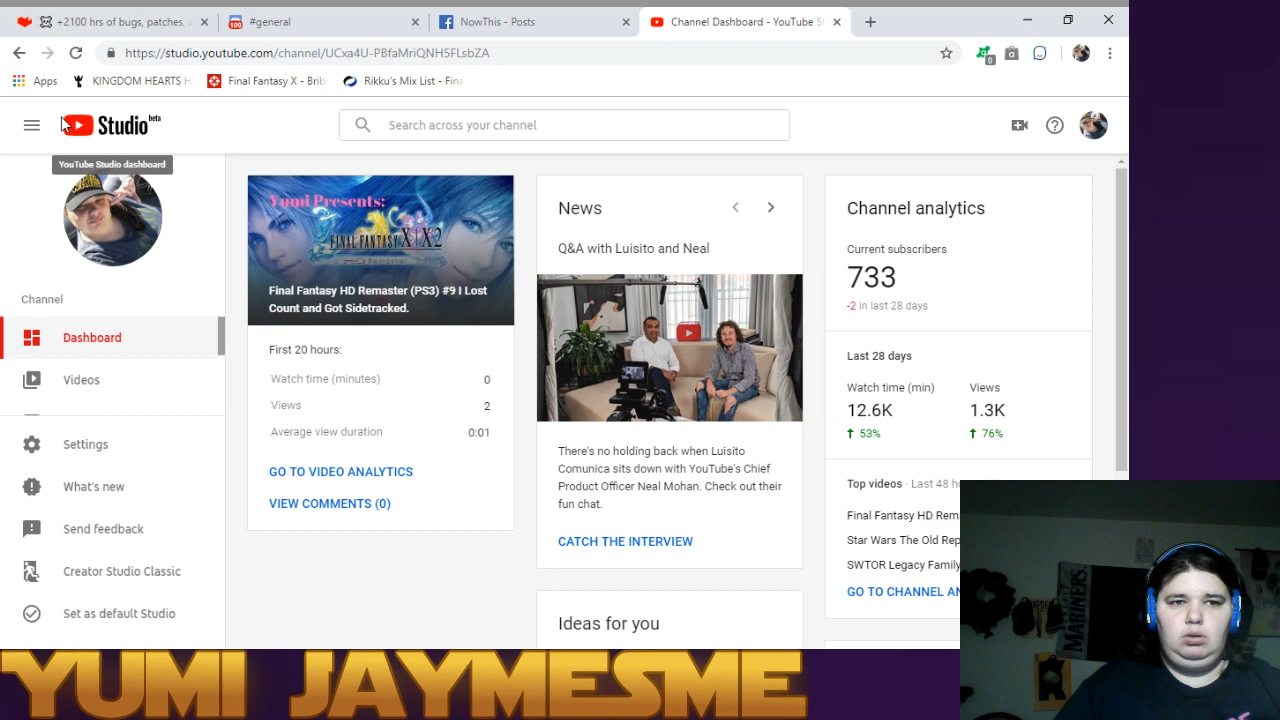 +2100 hrs of bugs, patches, a
109 #general
NowThis - Posts
Channel Dashboard - YouTube St
https://studio.youtube.com/channel/UCxa4U-PBfaMriQNH5FLsbZA
0
Apps
KINGDOM HEARTS H
Final Fantasy X - Brib
Rikku's Mix List - Fina
Studio beta
Search across your channel
YouTube Studio dashboard
Channel
Dashboard
Videos
Settings
What's new
Send feedback
Creator Studio Classic
Set as default Studio
Yumi Presents:
FINAL FANTASY X|X2
HD Remaster
Final Fantasy HD Remaster (PS3) #9 I Lost
Count and Got Sidetracked.
First 20 hours:
Watch time (minutes) 0
Views 2
Average view duration 0:01
GO TO VIDEO ANALYTICS
VIEW COMMENTS (0)
News
Q&A with Luisito and Neal
There's no holding back when Luisito
Comunica sits down with YouTube's Chief
Product Officer Neal Mohan. Check out their
fun chat.
CATCH THE INTERVIEW
Ideas for you
Channel analytics
Current subscribers
733
-2 in last 28 days
Last 28 days
Watch time (min) Views
12.6K 1.3K
53% 76%
Top videos · Last 48 h
Final Fantasy HD Rem
Star Wars The Old Rep
SWTOR Legacy Family
GO TO CHANNEL AN
MARINERS
YUMI JAYMESME